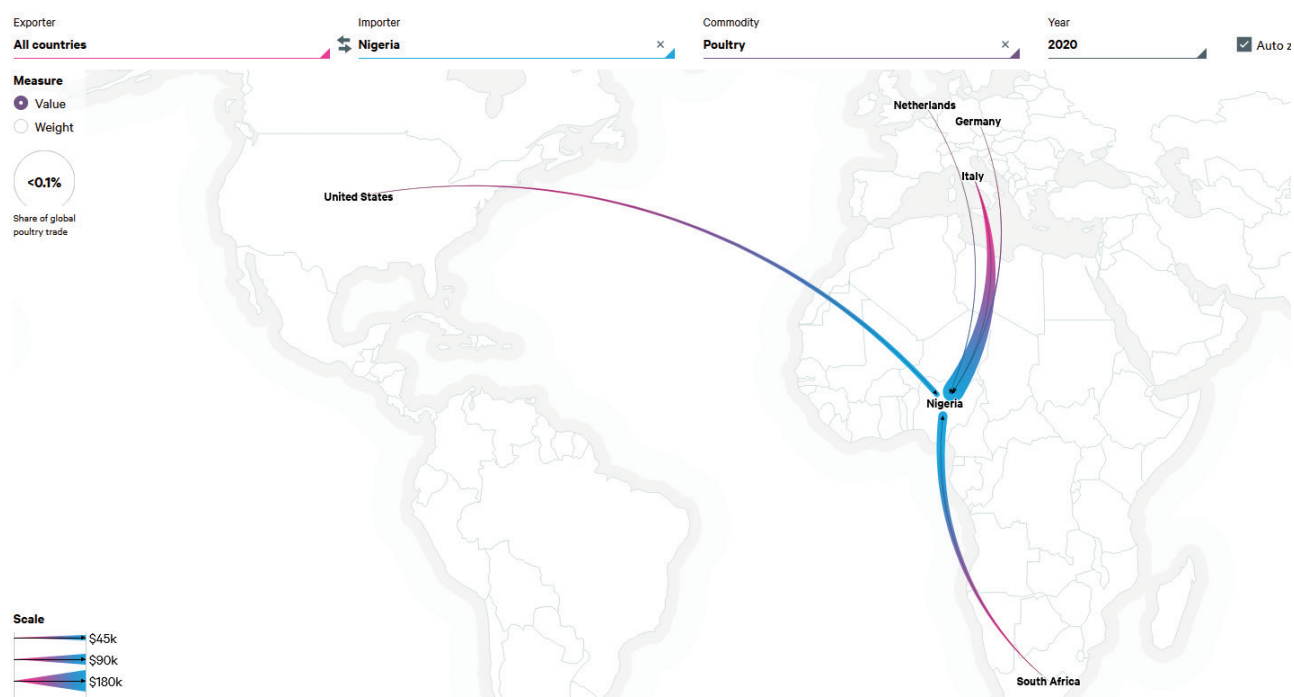 Exporter
All countries
Importer
Nigeria
Commodity
Poultry
Year
2020
Auto z
Measure
Value
Weight
<0.1%
Share of global
poultry trade
Netherlands
Germany
Italy
United States
Nigeria
South Africa
Scale
$45k
$90k
$180k